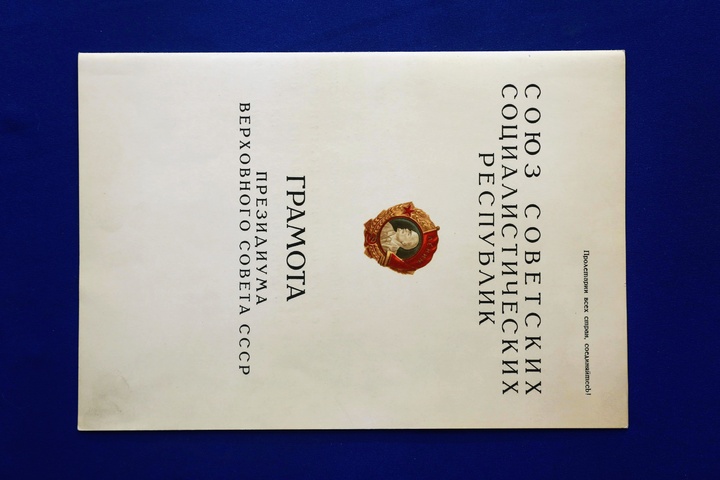 Пролетарии всех стран, соединяйтесь!
СОЮЗ СОВЕТСКИХ
СОЦИАЛИСТИЧЕСКИХ
РЕСПУБЛИК
ГРАМОТА
ПРЕЗИДИУМА
ВЕРХОВНОГО СОВЕТА СССР